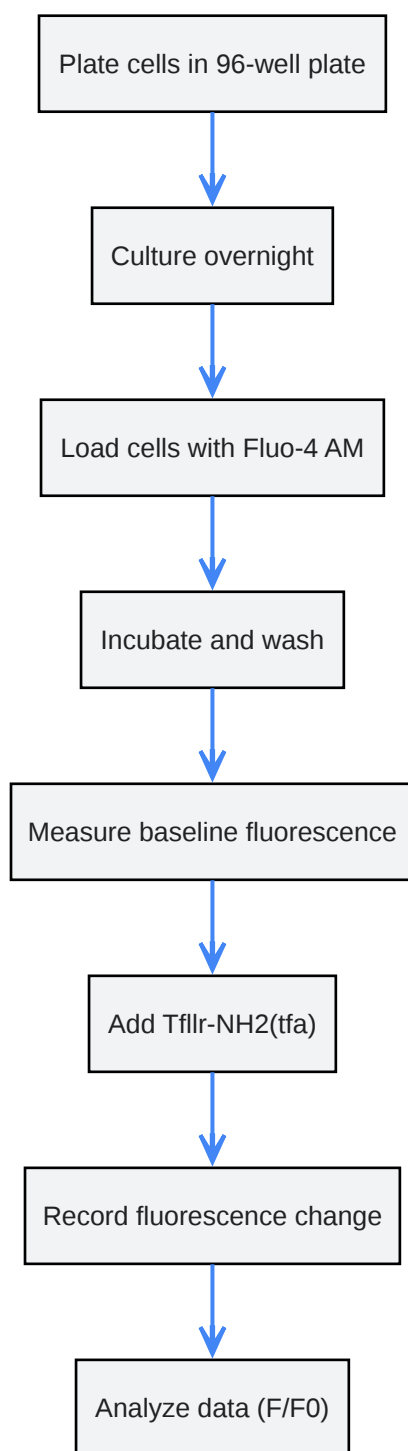 Plate cells in 96-well plate
Culture overnight
Load cells with Fluo-4 AM
Incubate and wash
Measure baseline fluorescence
Add Tfllr-NH2(tfa)
Record fluorescence change
Analyze data (F/F0)